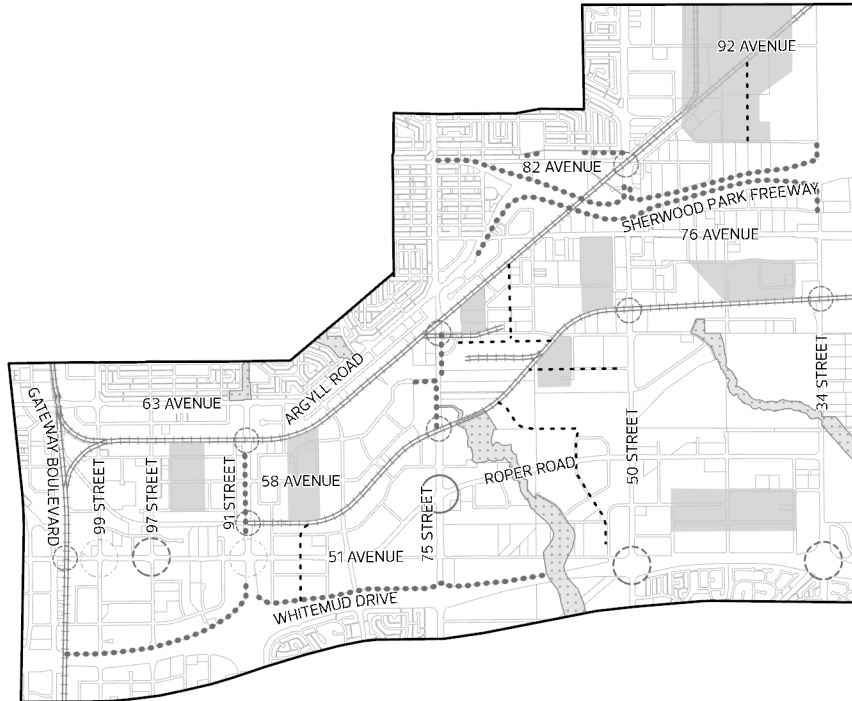 92 AVENUE
82 AVENUE
SHERWOOD PARK FREEWAY
76 AVENUE
ARGYLL ROAD
34 STREET
GATEWAY BOULEVARD
63 AVENUE
99 STREET
97 STREET
91 STREET
58 AVENUE
75 STREET
ROPER ROAD
50 STREET
51 AVENUE
WHITEMUD DRIVE